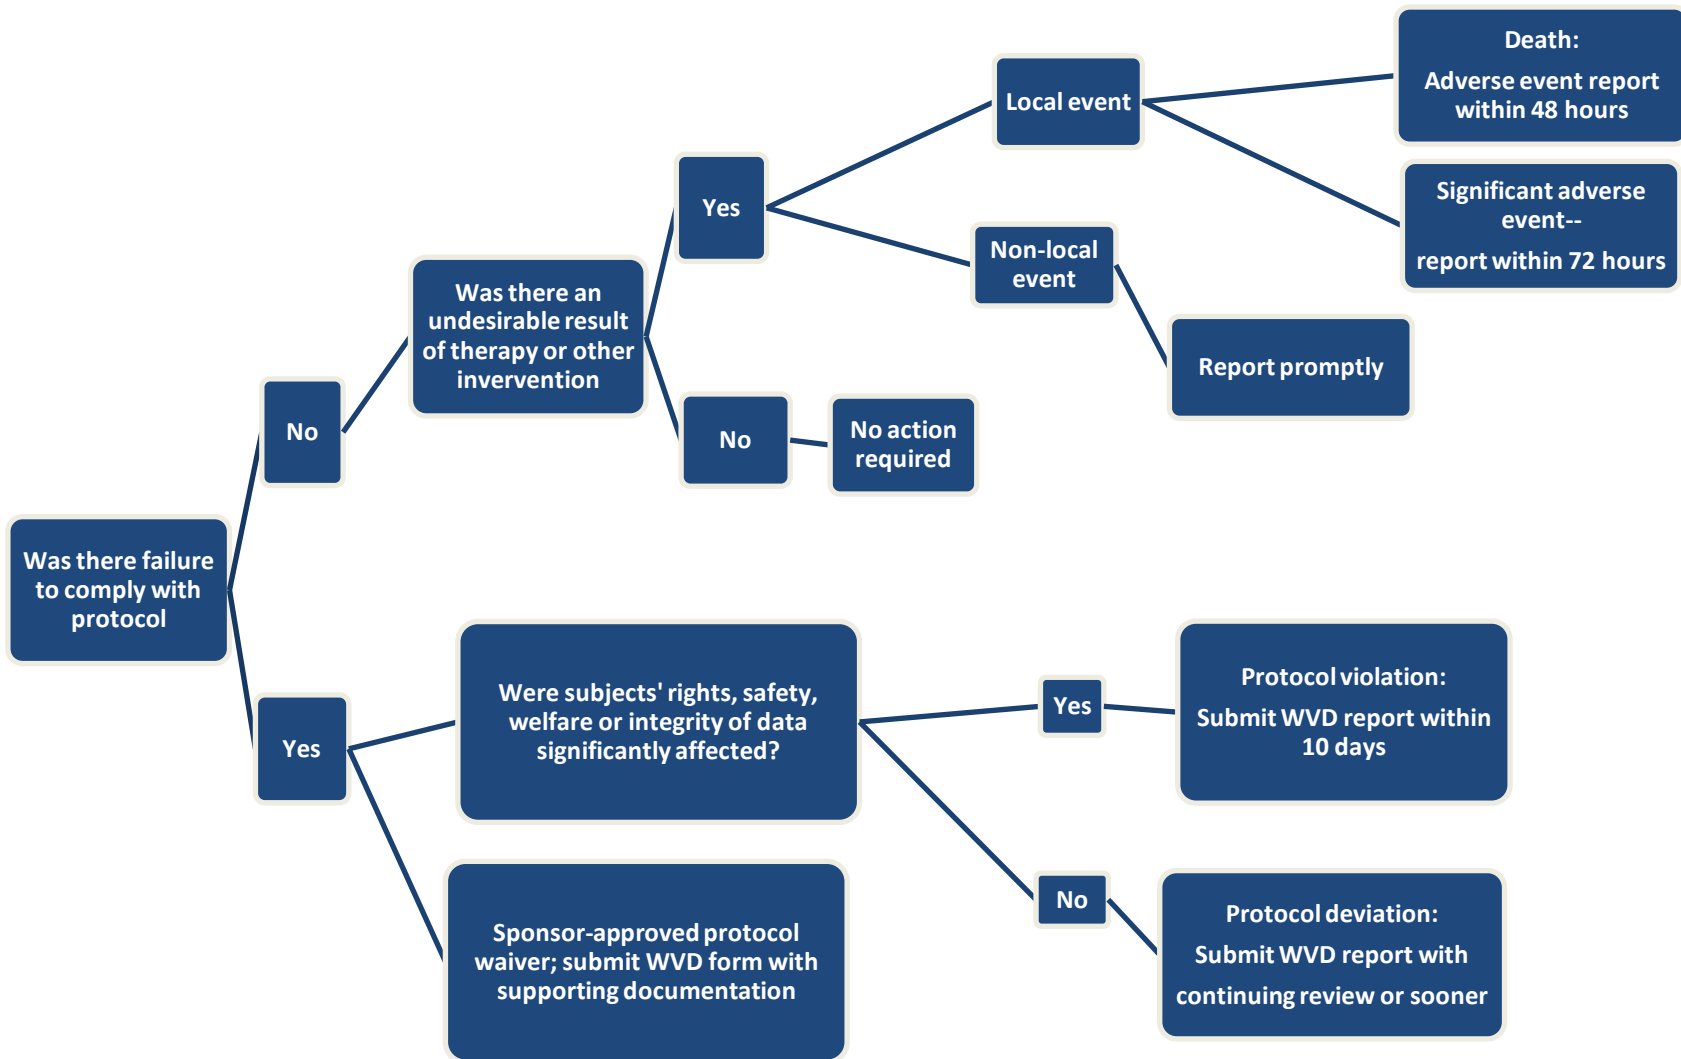 Death:
Adverse event report
within 48 hours
Local event
Significant adverse
event--
report within 72 hours
Yes
Non-local
event
Was there an
undesirable result
of therapy or other
invervention
Report promptly
No
No
No action
required
Was there failure
to comply with
protocol
Were subjects' rights, safety,
welfare or integrity of data
significantly affected?
Yes
Protocol violation:
Submit WVD report within
10 days
Yes
No
Protocol deviation:
Submit WVD report with
continuing review or sooner
Sponsor-approved protocol
waiver; submit WVD form with
supporting documentation